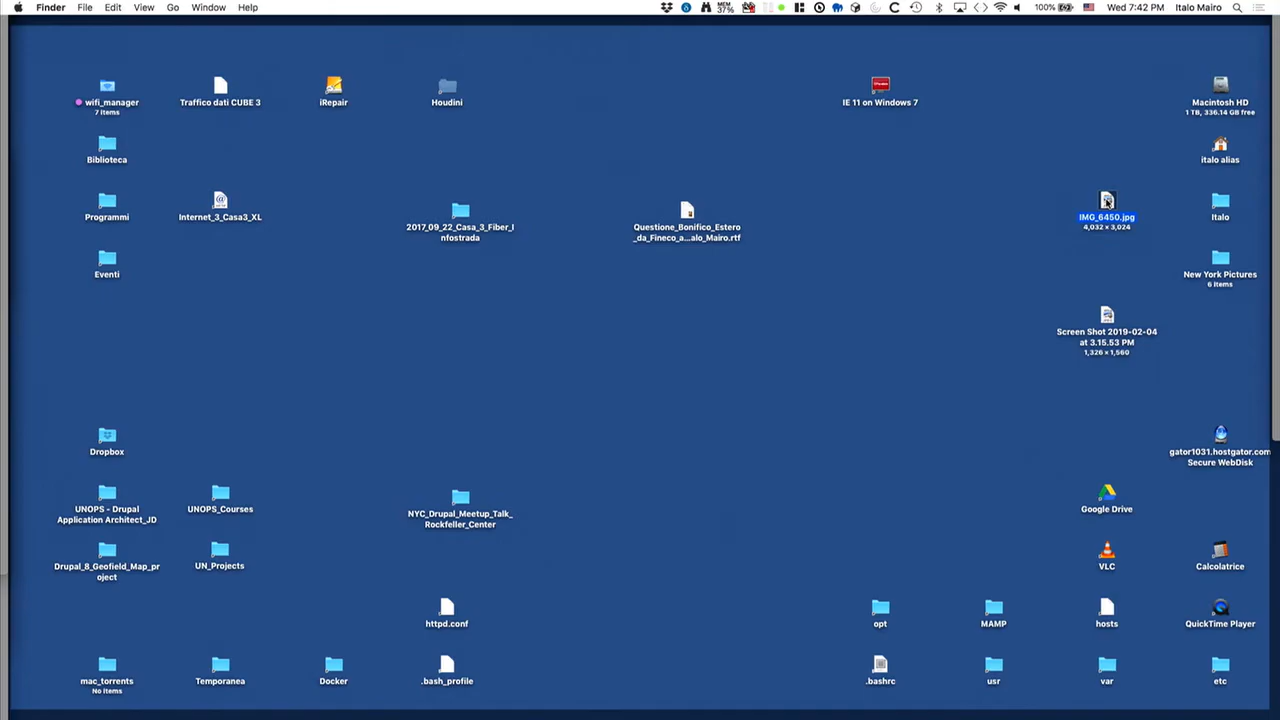 Finder File Edit View Go Window Help
MEM
37%
100%
Wed 7:42 PM
Italo Mairo
wifi_manager
7 items
Traffico dati CUBE 3
iRepair
Houdini
IE 11 on Windows 7
Macintosh HD
1 TB, 336.14 GB free
Biblioteca
italo alias
Programmi
Internet_3_Casa3_XL
2017_09_22_Casa_3_Fiber_I
nfostrada
Questione_Bonifico_Estero
_da_Fineco_a...alo_Mairo.rtf
IMG_6450.jpg
4,032 × 3,024
Italo
Eventi
New York Pictures
6 items
Screen Shot 2019-02-04
at 3.15.53 PM
1,326 × 1,560
Dropbox
gator1031.hostgator.com
Secure WebDisk
UNOPS - Drupal
Application Architect_JD
UNOPS_Courses
NYC_Drupal_Meetup_Talk_
Rockfeller_Center
Google Drive
Drupal_8_Geofield_Map_pr
oject
UN_Projects
VLC
Calcolatrice
httpd.conf
opt
MAMP
hosts
QuickTime Player
mac_torrents
No items
Temporanea
Docker
.bash_profile
.bashrc
usr
var
etc